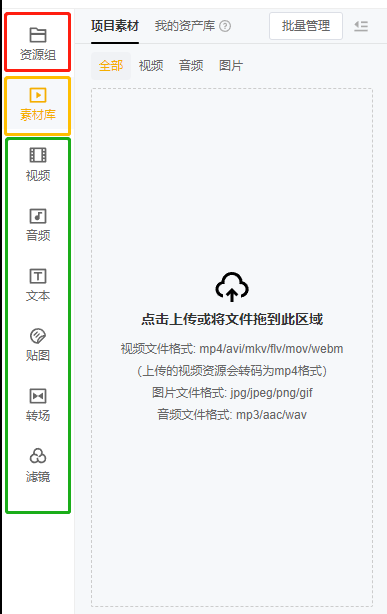 资源组
素材库
视频
音频
文本
贴图
转场
滤镜
项目素材 我的资产库 ? 批量管理
全部 视频 音频 图片
点击上传或将文件拖到此区域
视频文件格式: mp4/avi/mkv/flv/mov/webm
（上传的视频资源会转码为mp4格式）
图片文件格式: jpg/jpeg/png/gif
音频文件格式: mp3/aac/wav